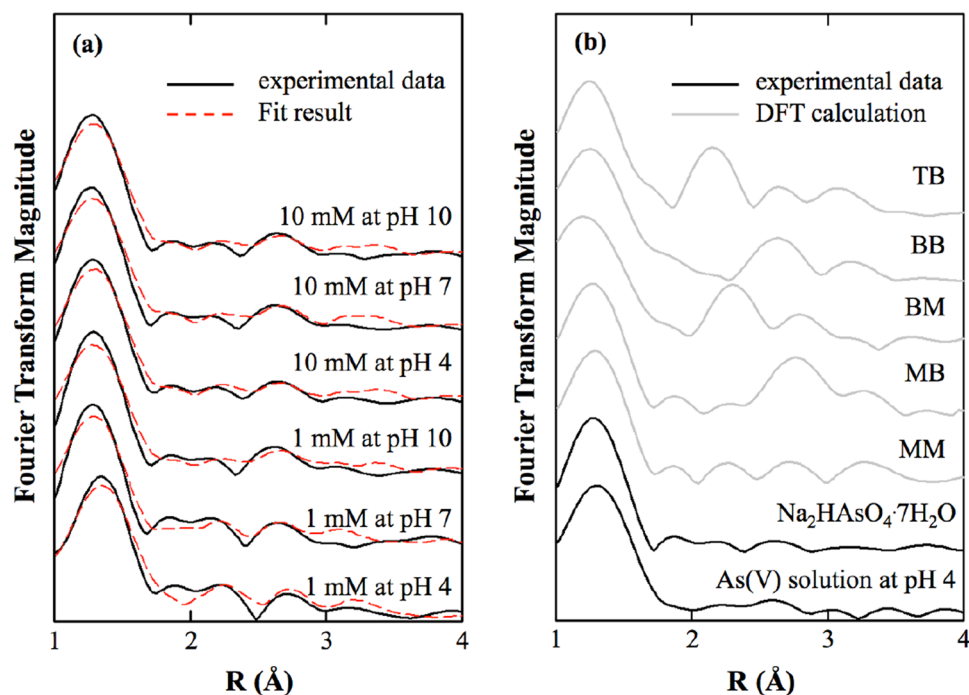 (a)
experimental data
Fit result
10 mM at pH 10
10 mM at pH 7
10 mM at pH 4
1 mM at pH 10
1 mM at pH 7
1 mM at pH 4
Fourier Transform Magnitude
1 2 3 4
R (Å)
(b)
experimental data
DFT calculation
TB
BB
BM
MB
MM
Na₂HAsO₄·7H₂O
As(V) solution at pH 4
Fourier Transform Magnitude
1 2 3 4
R (Å)